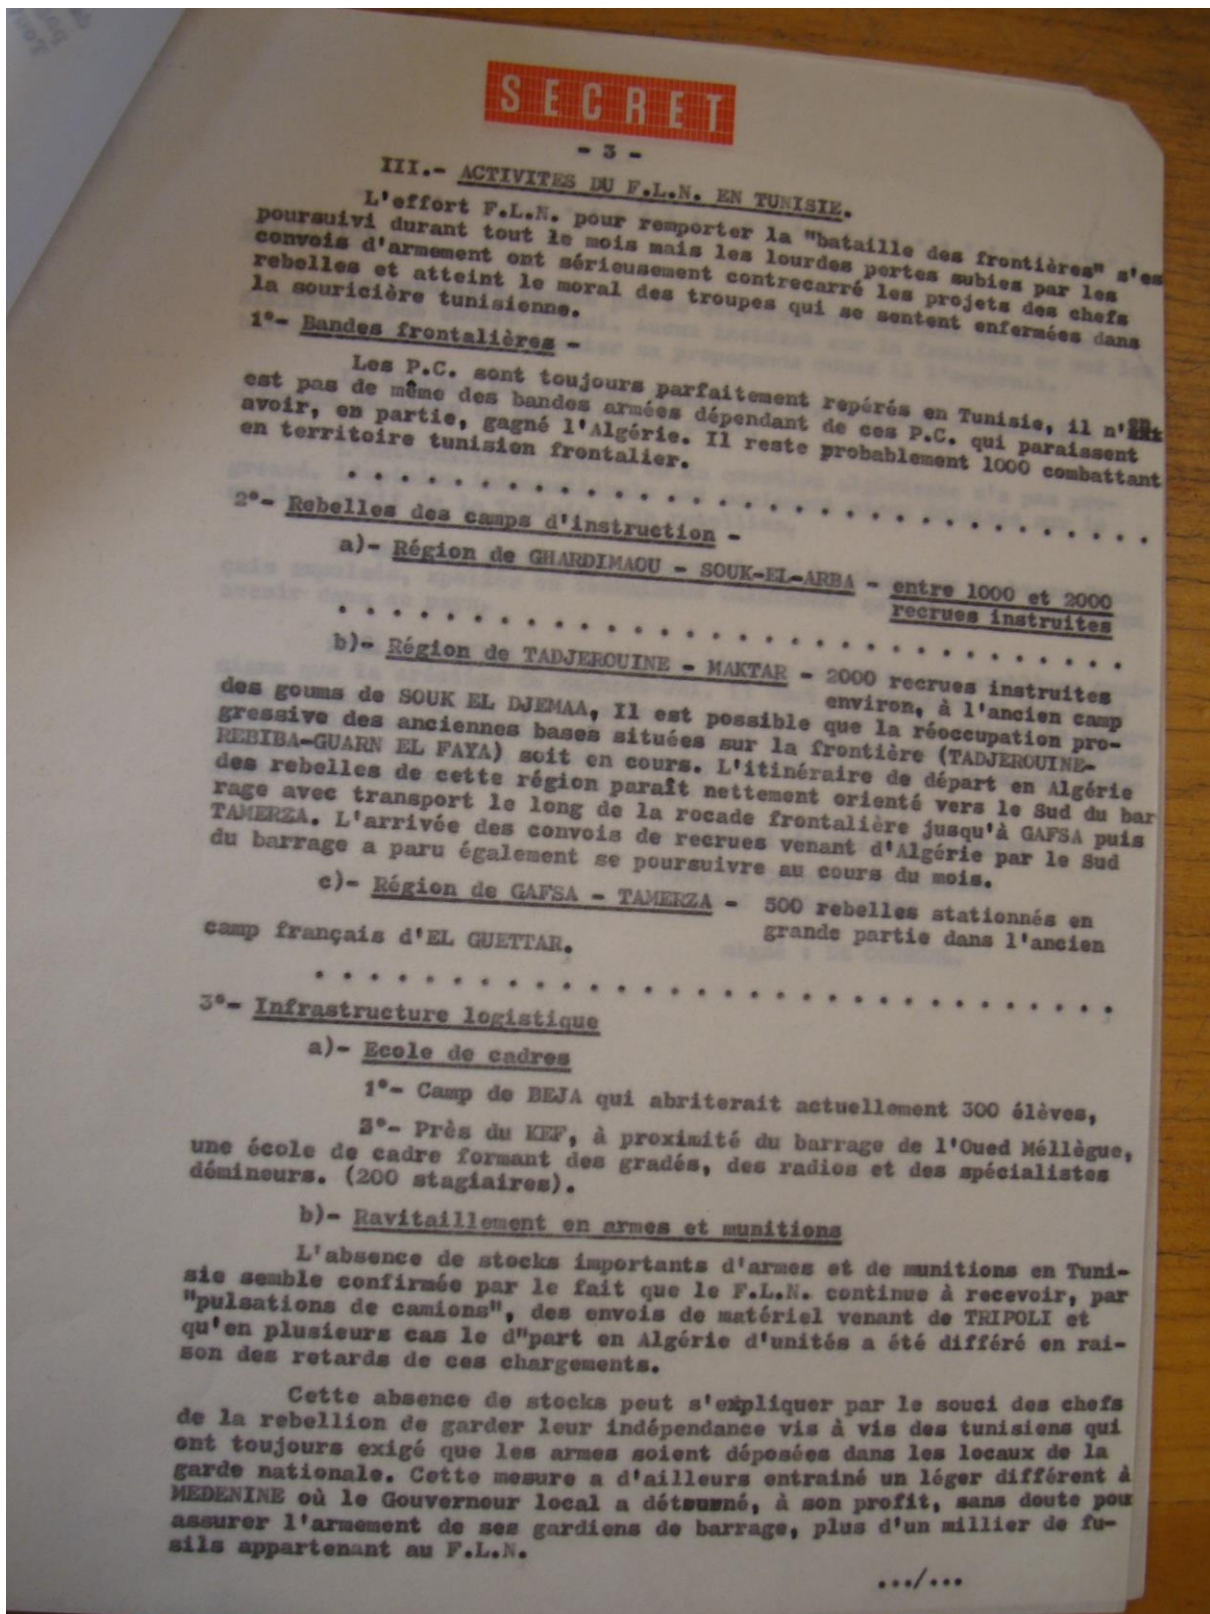 SECRET
- 3 -
III.- ACTIVITES DU F.L.N. EN TUNISIE.
L'effort F.L.N. pour remporter la "bataille des frontières" s'es
poursuivi durant tout le mois mais les lourdes pertes subies par les
convois d'armement ont sérieusement contrecarré les projets des chefs
rebelles et atteint le moral des troupes qui se sentent enfermées dans
la souricière tunisienne.
1°- Bandes frontalières -
Les P.C. sont toujours parfaitement repérés en Tunisie, il n'en
est pas de même des bandes armées dépendant de ces P.C. qui paraissent
avoir, en partie, gagné l'Algérie. Il reste probablement 1000 combattant
en territoire tunisien frontalier.
. . . . . . . . . . . . . . . . . . . . . . . . . . . . . .
2°- Rebelles des camps d'instruction -
a)- Région de GHARDIMAOU - SOUK-EL-ARBA - entre 1000 et 2000
recrues instruites
. . . . . . . . . . . . . . . . . . . . . . . . . . . . . .
b)- Région de TADJEROUINE - MAKTAR - 2000 recrues instruites
environ, à l'ancien camp
des goums de SOUK EL DJEMAA, Il est possible que la réoccupation pro-
gressive des anciennes bases situées sur la frontière (TADJEROUINE-
REBIBA-GUARN EL FAYA) soit en cours. L'itinéraire de départ en Algérie
des rebelles de cette région paraît nettement orienté vers le Sud du bar
rage avec transport le long de la rocade frontalière jusqu'à GAFSA puis
TAMERZA. L'arrivée des convois de recrues venant d'Algérie par le Sud
du barrage a paru également se poursuivre au cours du mois.
c)- Région de GAFSA - TAMERZA - 500 rebelles stationnés en
grande partie dans l'ancien
camp français d'EL GUETTAR.
. . . . . . . . . . . . . . . . . . . . . . . . . . . . . .
3°- Infrastructure logistique
a)- Ecole de cadres
1°- Camp de BEJA qui abriterait actuellement 300 élèves,
3°- Près du KEF, à proximité du barrage de l'Oued Méllègue,
une école de cadre formant des gradés, des radios et des spécialistes
démineurs. (200 stagiaires).
b)- Ravitaillement en armes et munitions
L'absence de stocks importants d'armes et de munitions en Tuni-
sie semble confirmée par le fait que le F.L.N. continue à recevoir, par
"pulsations de camions", des envois de matériel venant de TRIPOLI et
qu'en plusieurs cas le d"part en Algérie d'unités a été différé en rai-
son des retards de ces chargements.
Cette absence de stocks peut s'expliquer par le souci des chefs
de la rebellion de garder leur indépendance vis à vis des tunisiens qui
ont toujours exigé que les armes soient déposées dans les locaux de la
garde nationale. Cette mesure a d'ailleurs entrainé un léger différent à
MEDENINE où le Gouverneur local a détourné, à son profit, sans doute pour
assurer l'armement de ses gardiens de barrage, plus d'un millier de fu-
sils appartenant au F.L.N.
.../...